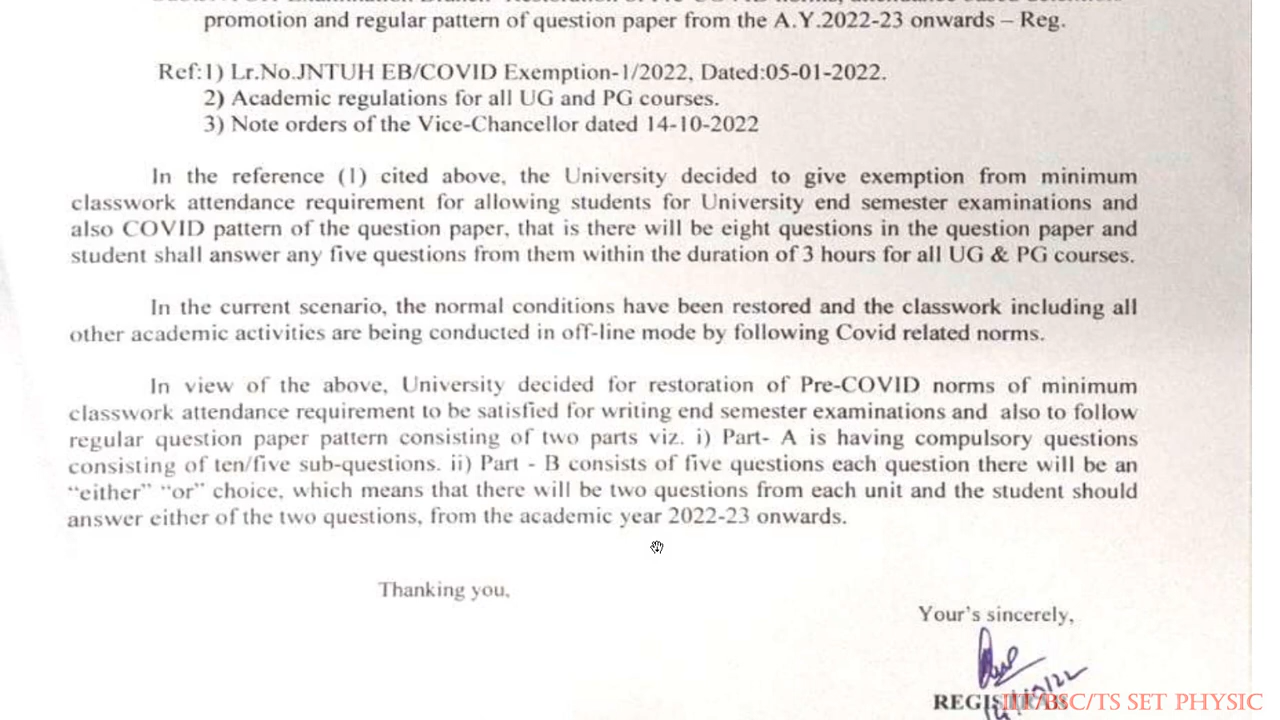 promotion and regular pattern of question paper from the A.Y.2022-23 onwards – Reg.
Ref:1) Lr.No.JNTUH EB/COVID Exemption-1/2022, Dated:05-01-2022.
2) Academic regulations for all UG and PG courses.
3) Note orders of the Vice-Chancellor dated 14-10-2022
In the reference (1) cited above, the University decided to give exemption from minimum
classwork attendance requirement for allowing students for University end semester examinations and
also COVID pattern of the question paper, that is there will be eight questions in the question paper and
student shall answer any five questions from them within the duration of 3 hours for all UG & PG courses.
In the current scenario, the normal conditions have been restored and the classwork including all
other academic activities are being conducted in off-line mode by following Covid related norms.
In view of the above, University decided for restoration of Pre-COVID norms of minimum
classwork attendance requirement to be satisfied for writing end semester examinations and also to follow
regular question paper pattern consisting of two parts viz. i) Part- A is having compulsory questions
consisting of ten/five sub-questions. ii) Part - B consists of five questions each question there will be an
“either” “or” choice, which means that there will be two questions from each unit and the student should
answer either of the two questions, from the academic year 2022-23 onwards.
Thanking you,
Your's sincerely,
IIT/BSC/TS SET PHYSIC